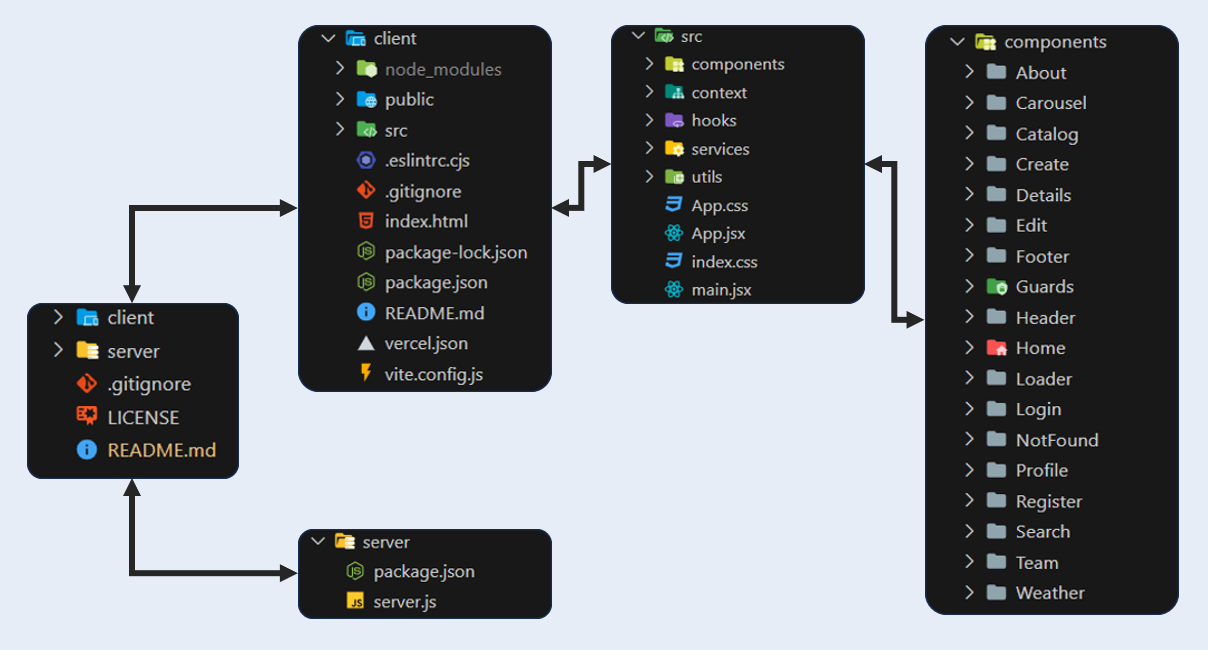 client
server
.gitignore
LICENSE
README.md
client
node_modules
public
src
.eslintrc.cjs
.gitignore
index.html
package-lock.json
package.json
README.md
vercel.json
vite.config.js
server
package.json
server.js
src
components
context
hooks
services
utils
App.css
App.jsx
index.css
main.jsx
components
About
Carousel
Catalog
Create
Details
Edit
Footer
Guards
Header
Home
Loader
Login
NotFound
Profile
Register
Search
Team
Weather